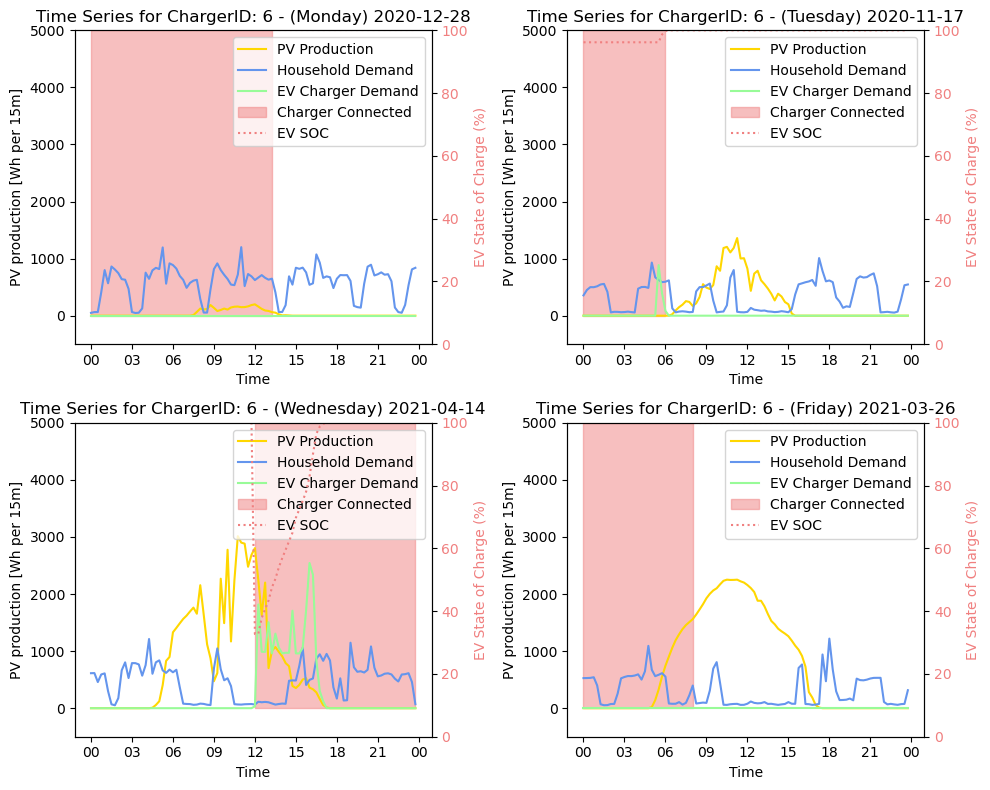 Time Series for ChargerID: 6 - (Monday) 2020-12-28
5000
4000
3000
2000
1000
0
PV production [Wh per 15m]
PV Production
Household Demand
EV Charger Demand
Charger Connected
EV SOC
100
80
60
40
20
0
EV State of Charge (%)
00 03 06 09 12 15 18 21 00
Time
Time Series for ChargerID: 6 - (Tuesday) 2020-11-17
5000
4000
3000
2000
1000
0
PV production [Wh per 15m]
PV Production
Household Demand
EV Charger Demand
Charger Connected
EV SOC
100
80
60
40
20
0
EV State of Charge (%)
00 03 06 09 12 15 18 21 00
Time
Time Series for ChargerID: 6 - (Wednesday) 2021-04-14
5000
4000
3000
2000
1000
0
PV production [Wh per 15m]
PV Production
Household Demand
EV Charger Demand
Charger Connected
EV SOC
100
80
60
40
20
0
EV State of Charge (%)
00 03 06 09 12 15 18 21 00
Time
Time Series for ChargerID: 6 - (Friday) 2021-03-26
5000
4000
3000
2000
1000
0
PV production [Wh per 15m]
PV Production
Household Demand
EV Charger Demand
Charger Connected
EV SOC
100
80
60
40
20
0
EV State of Charge (%)
00 03 06 09 12 15 18 21 00
Time